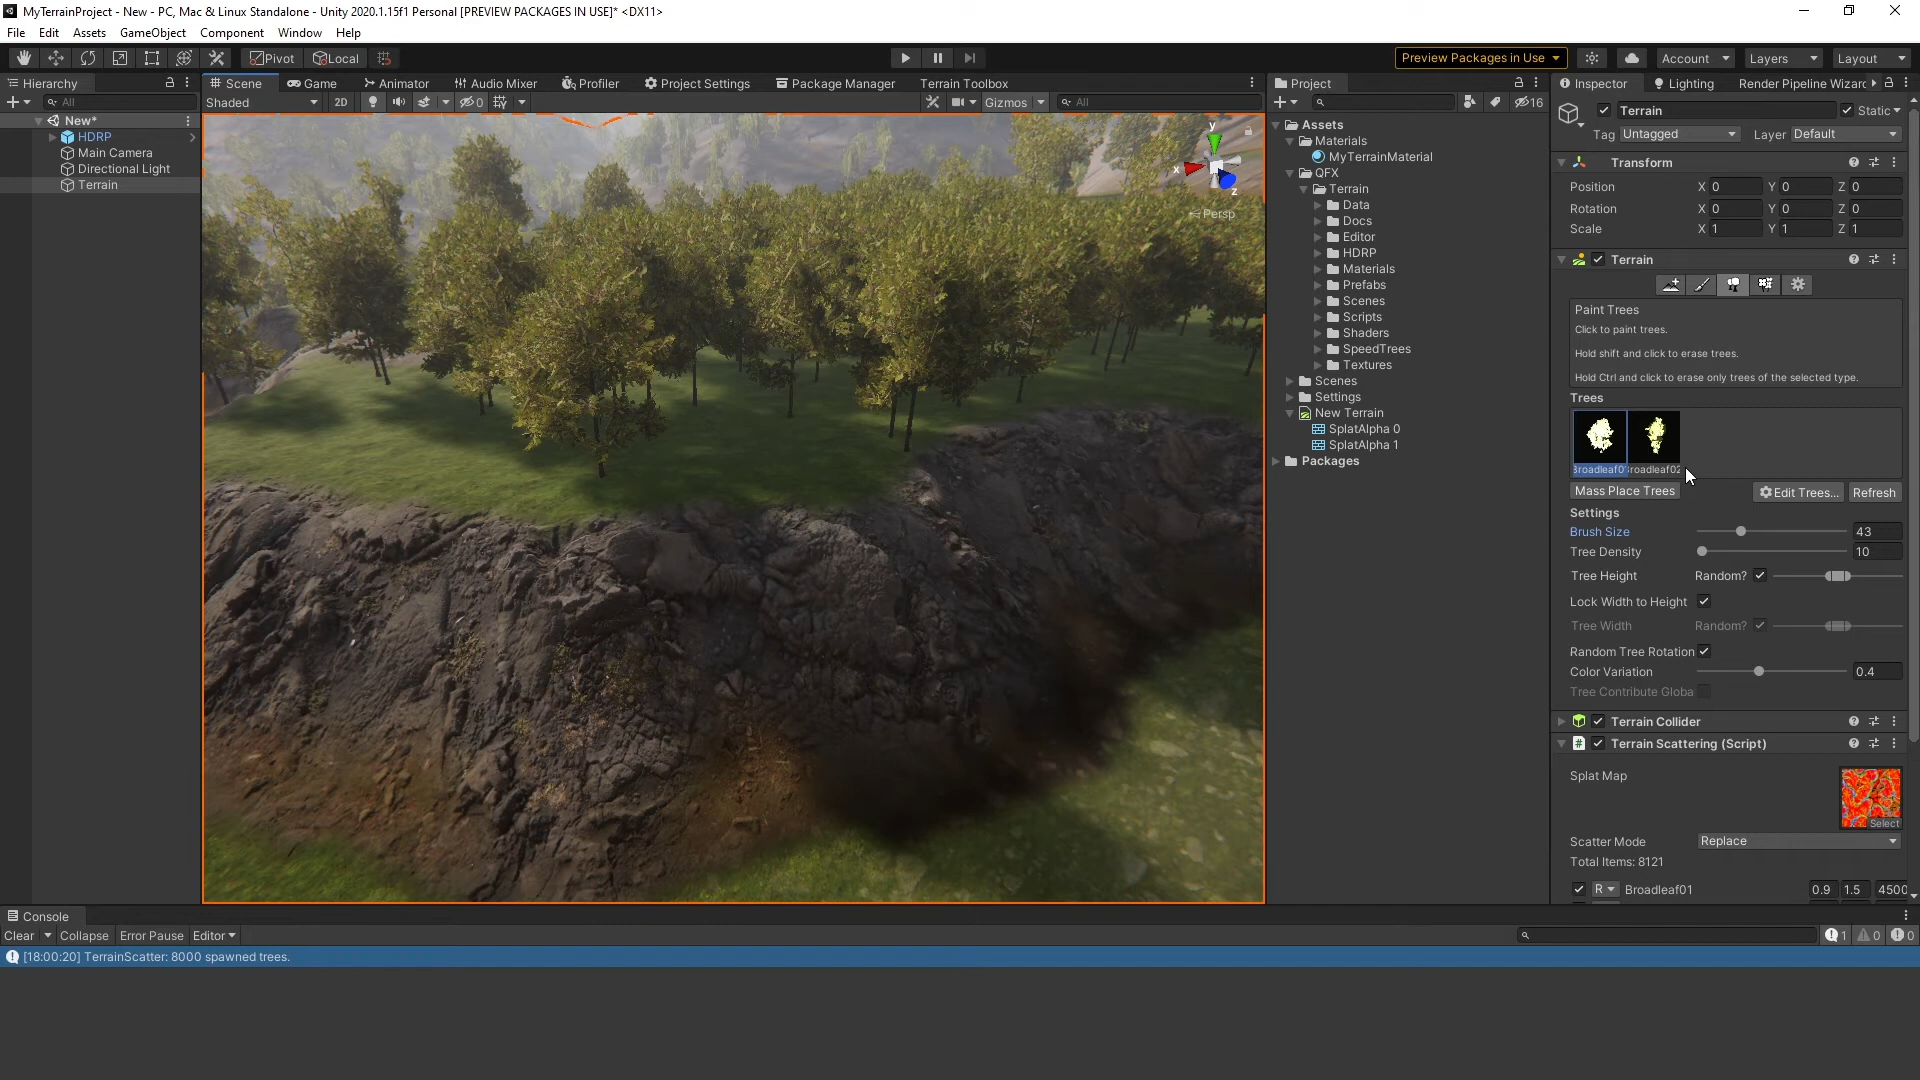 MyTerrainProject - New - PC, Mac & Linux Standalone - Unity 2020.1.15f1 Personal [PREVIEW PACKAGES IN USE]* <DX11>
File Edit Assets GameObject Component Window Help
Pivot Local Preview Packages in Use Account Layers Layout
Hierarchy
All
New*
HDRP
Main Camera
Directional Light
Terrain
Scene Game Animator Audio Mixer Profiler Project Settings Package Manager Terrain Toolbox
Shaded 2D 0 Gizmos All
y
x
z
Persp
Project
16
Assets
Materials
MyTerrainMaterial
QFX
Terrain
Data
Docs
Editor
HDRP
Materials
Prefabs
Scenes
Scripts
Shaders
SpeedTrees
Textures
Scenes
Settings
New Terrain
SplatAlpha 0
SplatAlpha 1
Packages
Inspector Lighting Render Pipeline Wizard
Terrain Static
Tag Untagged Layer Default
Transform
Position X 0 Y 0 Z 0
Rotation X 0 Y 0 Z 0
Scale X 1 Y 1 Z 1
Terrain
Paint Trees
Click to paint trees.
Hold shift and click to erase trees.
Hold Ctrl and click to erase only trees of the selected type.
Trees
Broadleaf01 Broadleaf02
Mass Place Trees Edit Trees... Refresh
Settings
Brush Size 43
Tree Density 10
Tree Height Random?
Lock Width to Height
Tree Width Random?
Random Tree Rotation
Color Variation 0.4
Tree Contribute Globa
Terrain Collider
Terrain Scattering (Script)
Splat Map
Select
Scatter Mode Replace
Total Items: 8121
R Broadleaf01 0.9 1.5 4500
Console
Clear Collapse Error Pause Editor 1 0 0
[18:00:20] TerrainScatter: 8000 spawned trees.